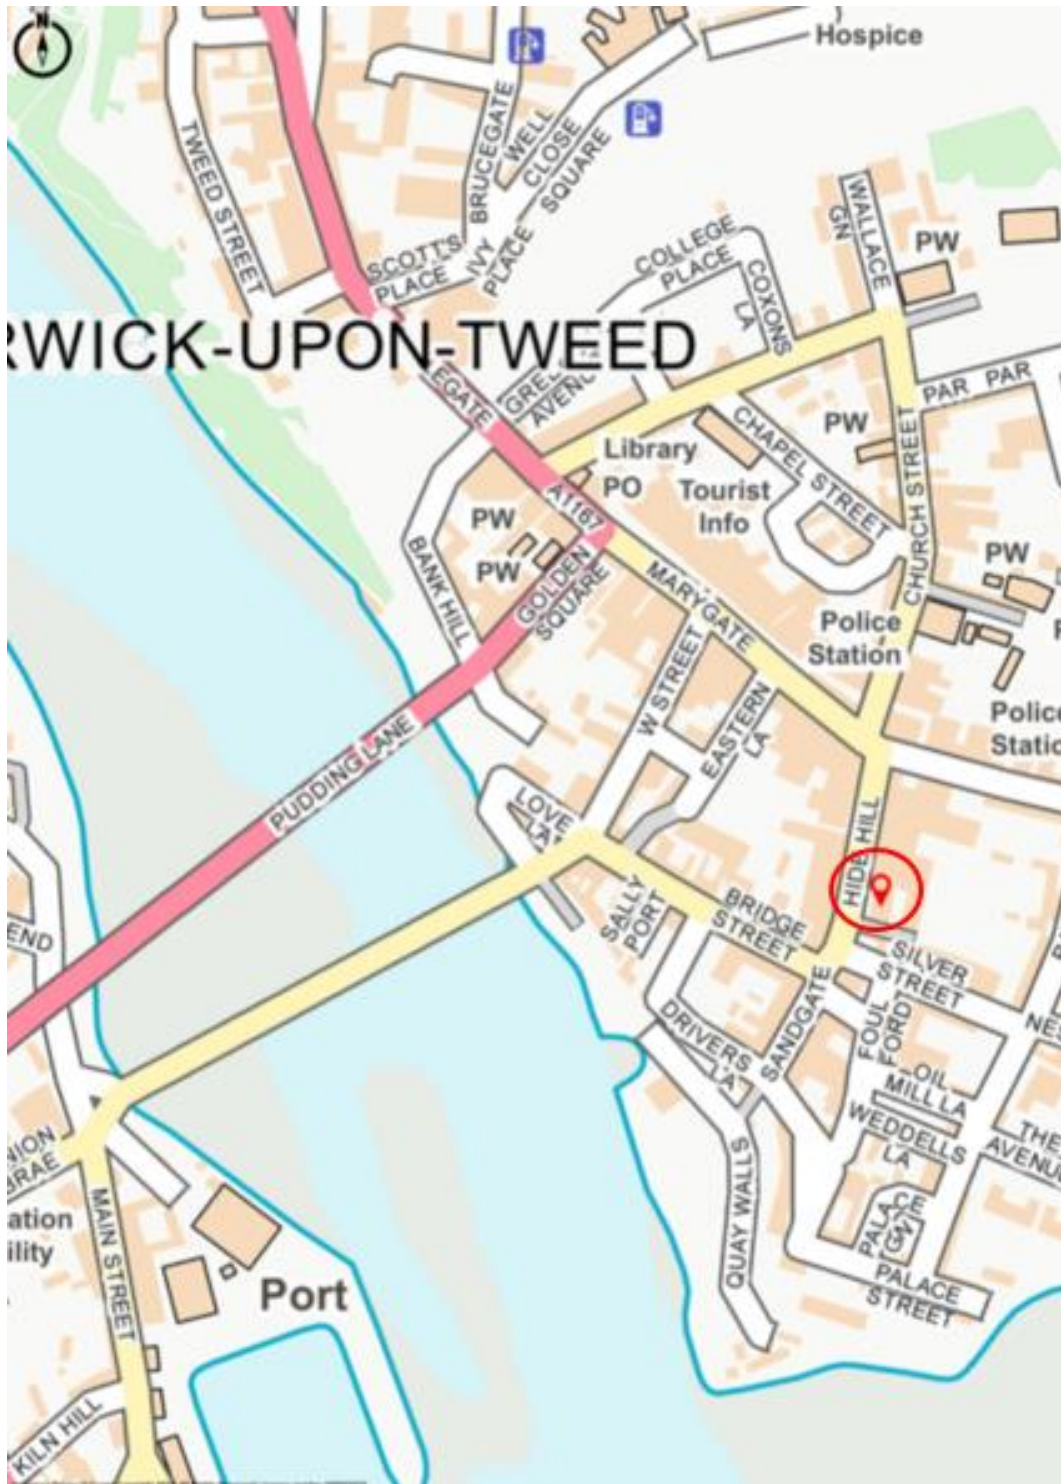 N
Hospice
BRUCEGATE
WELL
CLOSE
SQUARE
TWEED STREET
WALLACE
GN
PW
SCOTT'S
PLACE
IVY
PLACE
COLLEGE
PLACE
COXONS
LA
RWICK-UPON-TWEED
EGATE
AVENU
PAR
PAR
CHAPEL STREET
PW
CHURCH STREET
Library
PO
Tourist
Info
A1167
PW
PW
BANK HILL
GOLDEN
SQUARE
MARYGATE
PW
Police
Station
W STREET
EASTERN
LA
Police
Static
PUDDING LANE
LOVE
LA
HIDE HILL
SALLY
PORT
BRIDGE
STREET
SILVER
STREET
END
SANDGATE
FOUL
FORD
NES
DRIVERS
LA
OIL
MILL LA
WEDDELLS
LA
THE
AVENUE
NION
BRAE
MAIN STREET
ation
ility
QUAY WALLS
PALACE
GN
PALACE
STREET
Port
KILN HILL